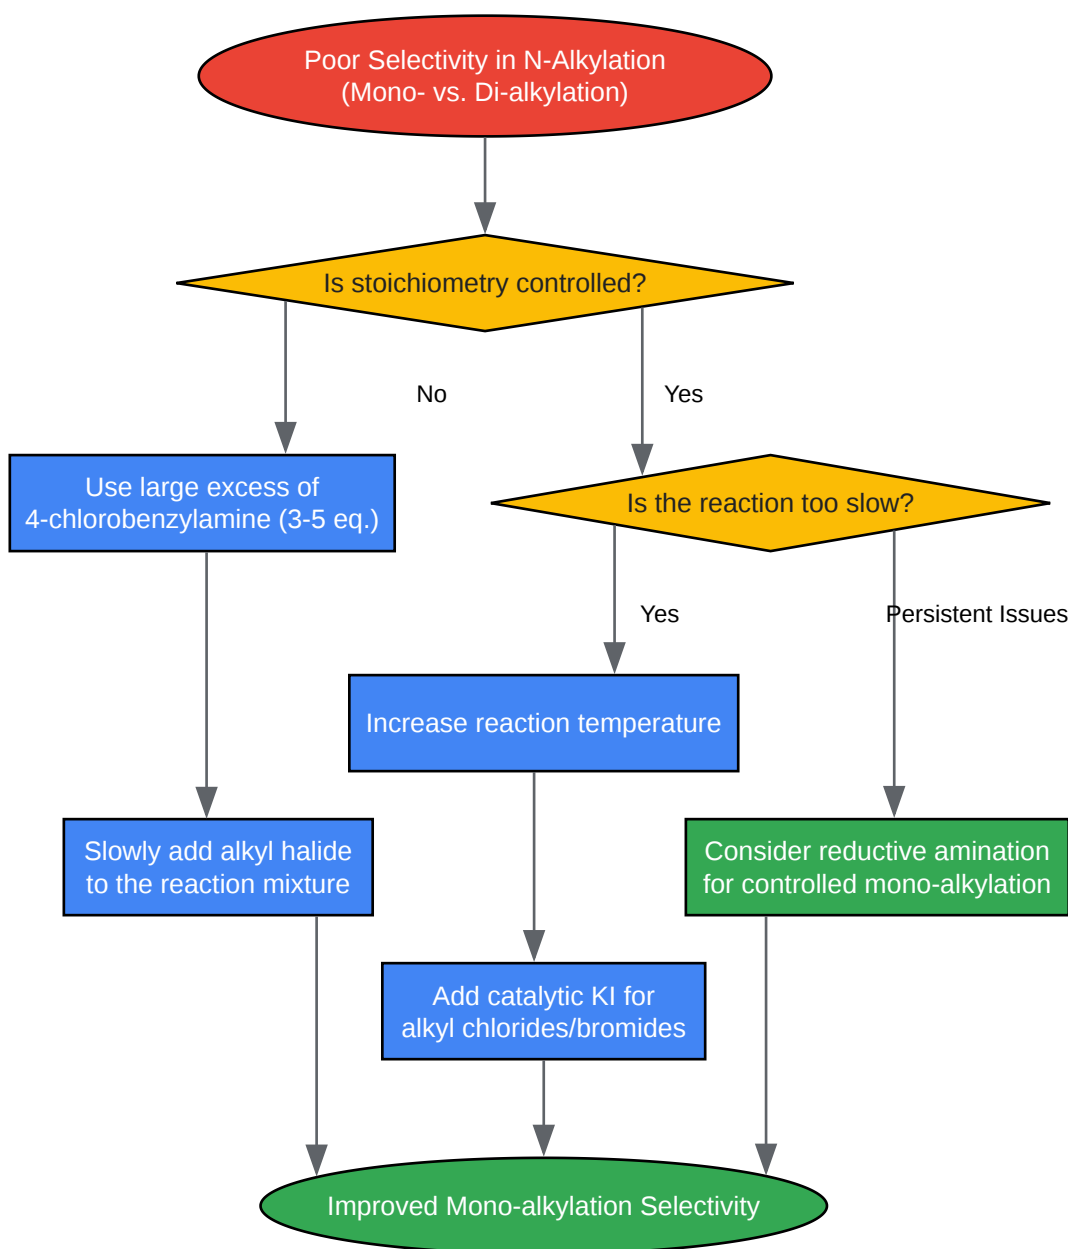 Poor Selectivity in N-Alkylation
(Mono- vs. Di-alkylation)
Is stoichiometry controlled?
No
Yes
Use large excess of
4-chlorobenzylamine (3-5 eq.)
Is the reaction too slow?
Yes
Persistent Issues
Increase reaction temperature
Slowly add alkyl halide
to the reaction mixture
Consider reductive amination
for controlled mono-alkylation
Add catalytic KI for
alkyl chlorides/bromides
Improved Mono-alkylation Selectivity